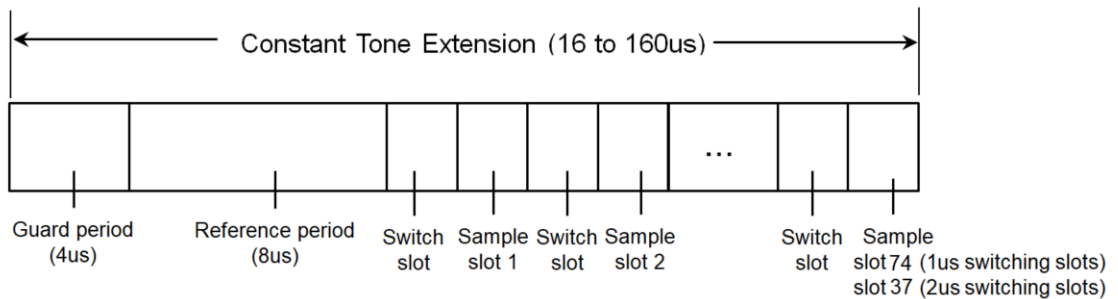 Constant Tone Extension (16 to 160us)
...
Guard period
(4us)
Reference period
(8us)
Switch
slot
Sample
slot 1
Switch
slot
Sample
slot 2
Switch
slot
Sample
slot 74 (1us switching slots)
slot 37 (2us switching slots)